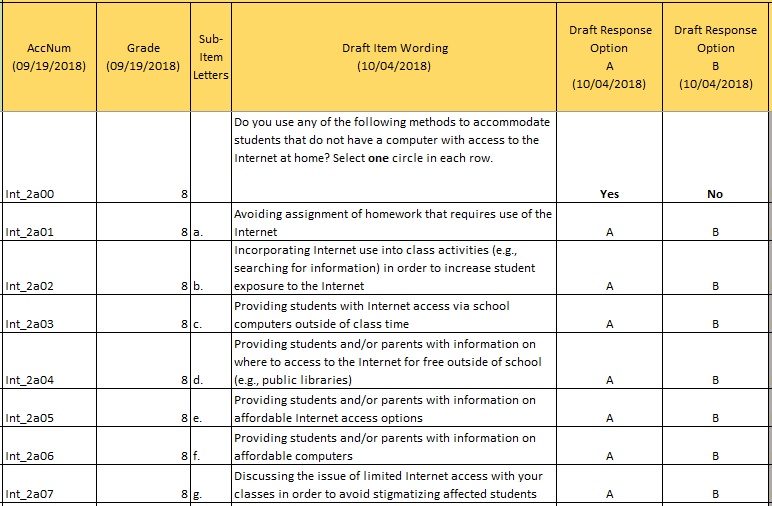 AccNum
(09/19/2018)
Grade
(09/19/2018)
Sub-
Item
Letters
Draft Item Wording
(10/04/2018)
Draft Response
Option
A
(10/04/2018)
Draft Response
Option
B
(10/04/2018)
Do you use any of the following methods to accommodate
students that do not have a computer with access to the
Internet at home? Select one circle in each row.
Int_2a00 8 Yes No
Avoiding assignment of homework that requires use of the
Int_2a01 8 a. Internet A B
Incorporating Internet use into class activities (e.g.,
searching for information) in order to increase student
Int_2a02 8 b. exposure to the Internet A B
Providing students with Internet access via school
Int_2a03 8 c. computers outside of class time A B
Providing students and/or parents with information on
where to access to the Internet for free outside of school
Int_2a04 8 d. (e.g., public libraries) A B
Providing students and/or parents with information on
Int_2a05 8 e. affordable Internet access options A B
Providing students and/or parents with information on
Int_2a06 8 f. affordable computers A B
Discussing the issue of limited Internet access with your
Int_2a07 8 g. classes in order to avoid stigmatizing affected students A B